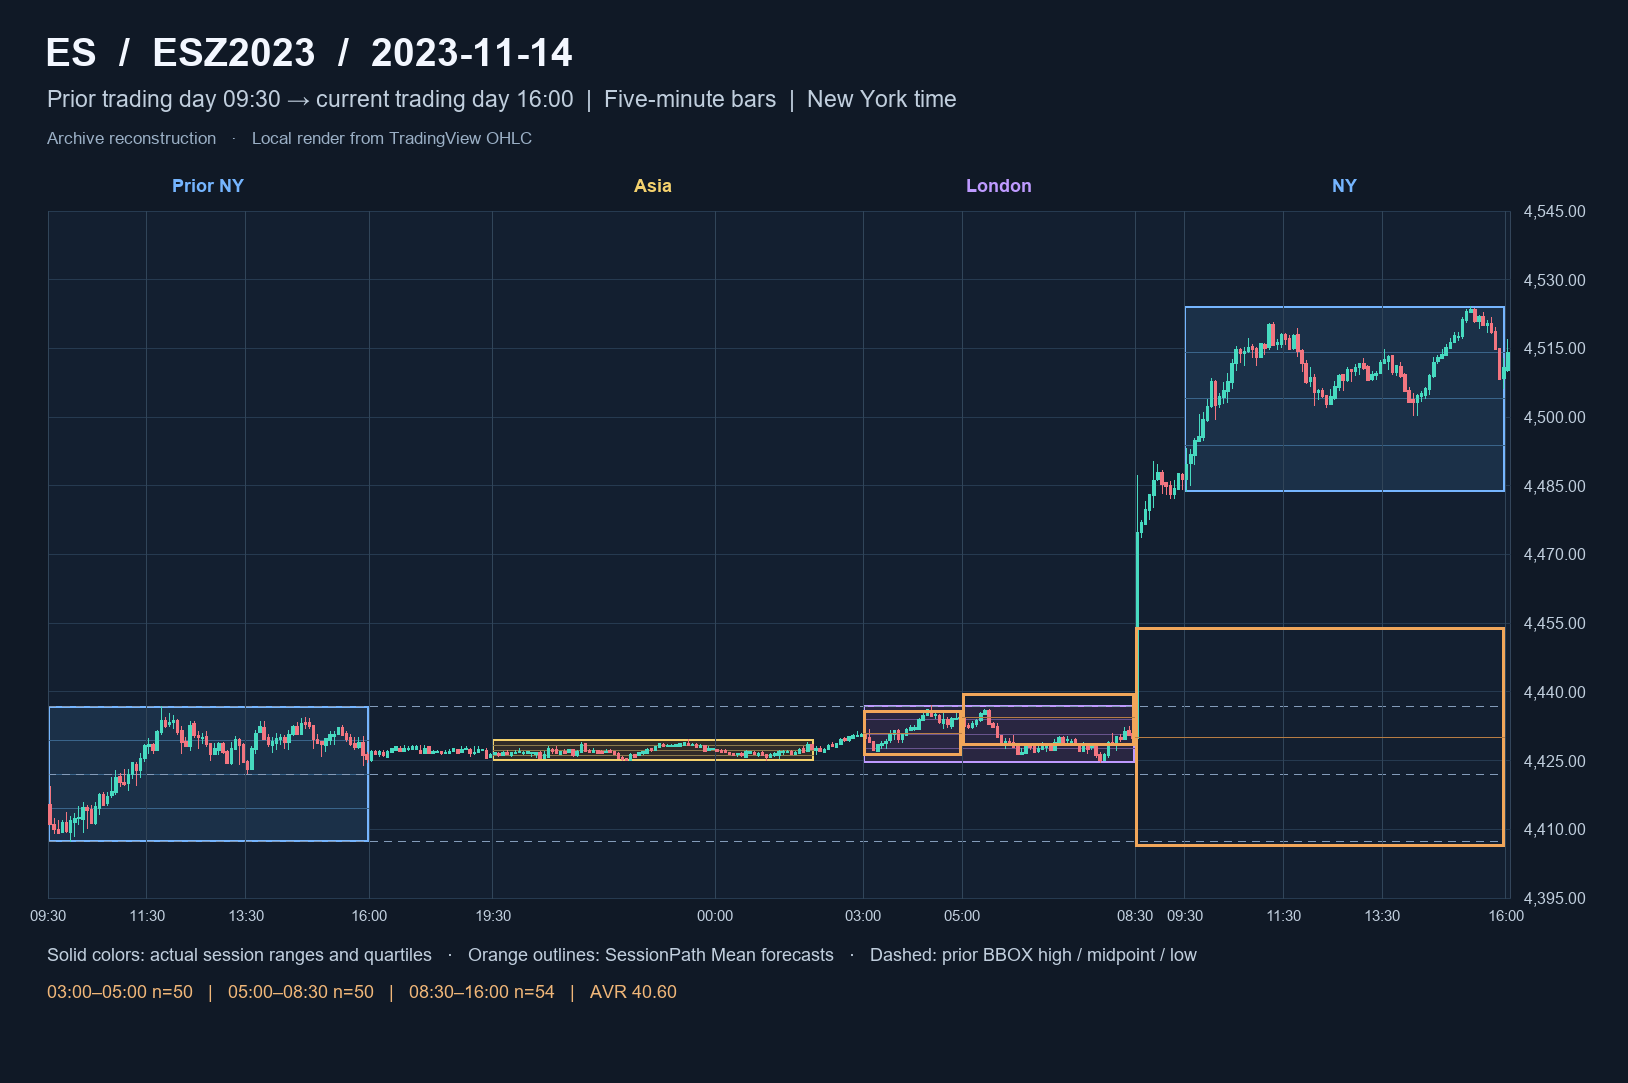 ES / ESZ2023 / 2023-11-14
Prior trading day 09:30 → current trading day 16:00 | Five-minute bars | New York time
Archive reconstruction · Local render from TradingView OHLC
Prior NY Asia London NY
4,545.00
4,530.00
4,515.00
4,500.00
4,485.00
4,470.00
4,455.00
4,440.00
4,425.00
4,410.00
4,395.00
09:30 11:30 13:30 16:00 19:30 00:00 03:00 05:00 08:30 09:30 11:30 13:30 16:00
Solid colors: actual session ranges and quartiles · Orange outlines: SessionPath Mean forecasts · Dashed: prior BBOX high / midpoint / low
03:00–05:00 n=50 | 05:00–08:30 n=50 | 08:30–16:00 n=54 | AVR 40.60